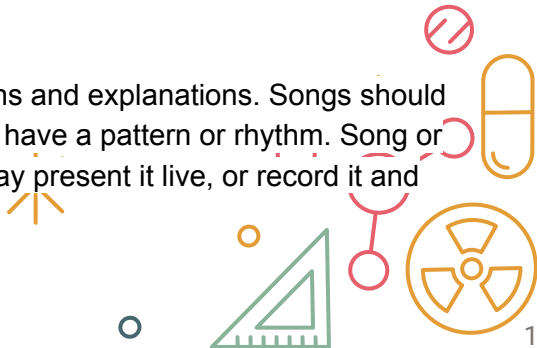 ns and explanations. Songs should
have a pattern or rhythm. Song or
ay present it live, or record it and
1